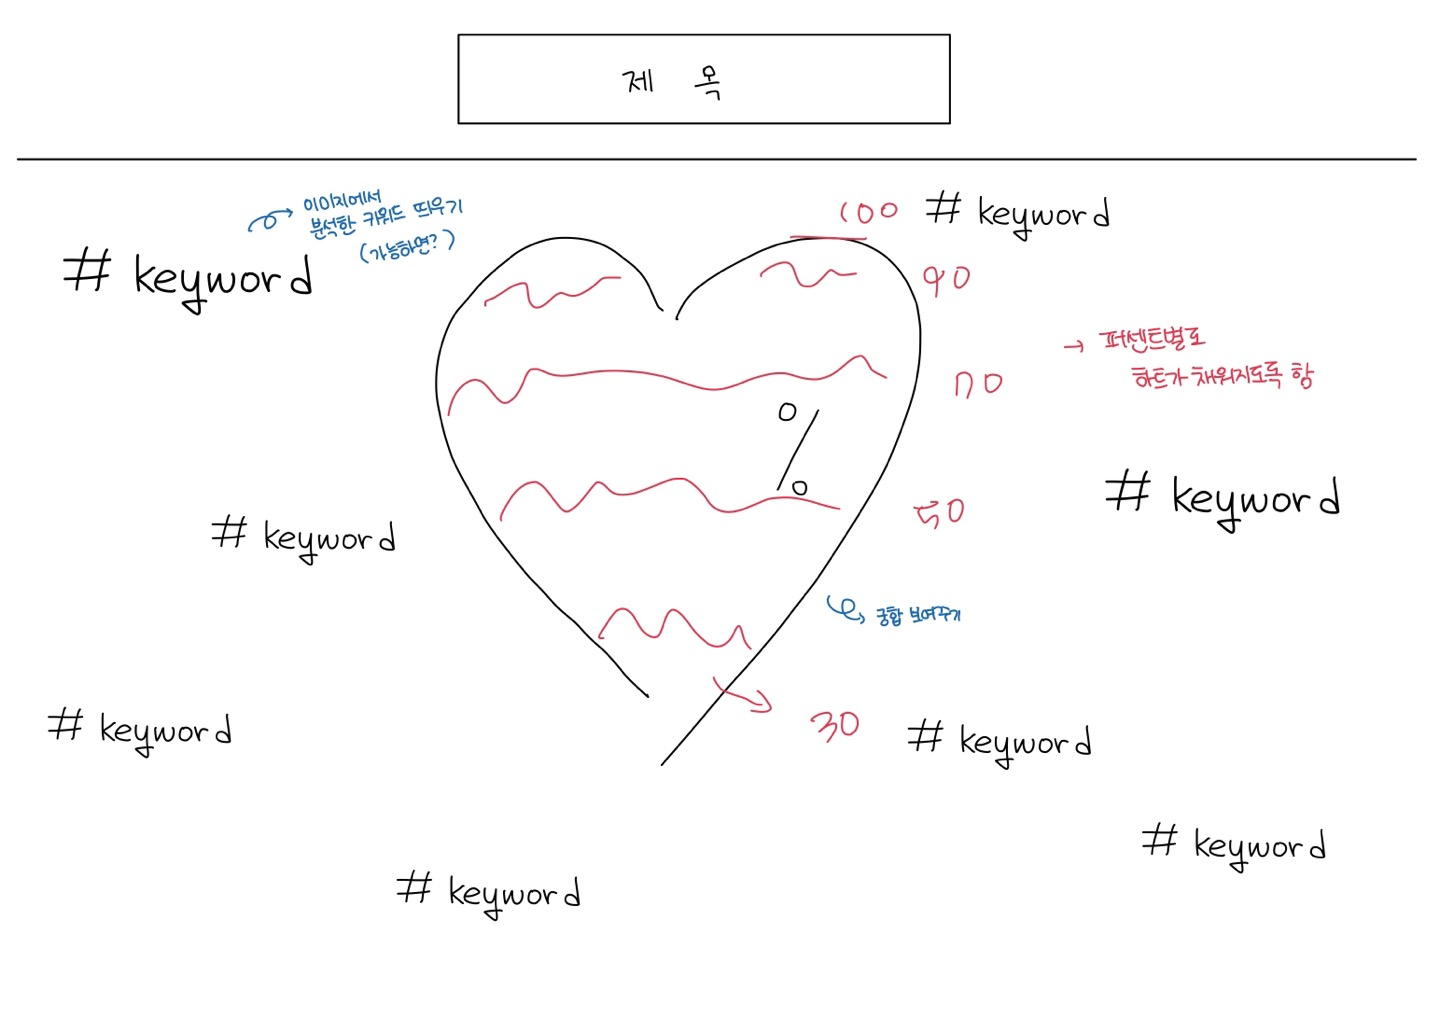 제 목
이미지에서
분석한 키워드 띄우기
(가능하면?)
# keyword
100
# keyword
90
→ 퍼센트별로
하트가 채워지도록 함
70
%
# keyword
50
# keyword
궁합 보여주기
# keyword
30
# keyword
# keyword
# keyword